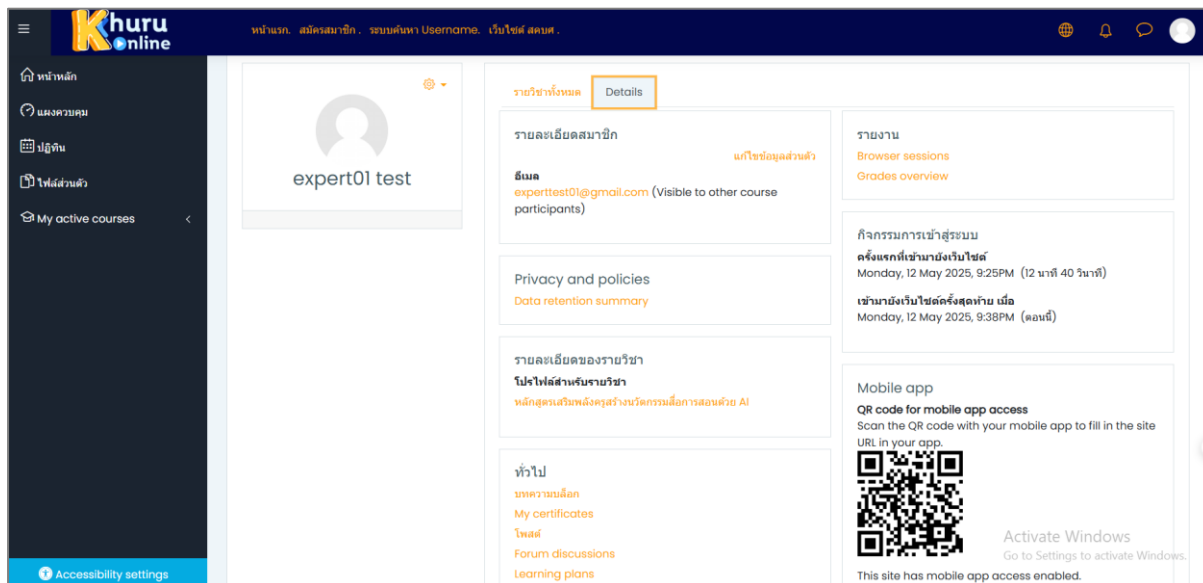 Khuru Online
หน้าแรก. สมัครสมาชิก. ระบบค้นหา Username. เว็บไซต์ สคบศ.
หน้าหลัก
แผงควบคุม
ปฏิทิน
ไฟล์ส่วนตัว
My active courses
Accessibility settings
expert01 test
รายวิชาทั้งหมด
Details
รายละเอียดสมาชิก
แก้ไขข้อมูลส่วนตัว
อีเมล
experttest01@gmail.com (Visible to other course
participants)
Privacy and policies
Data retention summary
รายละเอียดของรายวิชา
โปรไฟล์สำหรับรายวิชา
หลักสูตรเสริมพลังครูสร้างนวัตกรรมสื่อการสอนด้วย AI
ทั่วไป
บทความบล็อก
My certificates
โพสต์
Forum discussions
Learning plans
รายงาน
Browser sessions
Grades overview
กิจกรรมการเข้าสู่ระบบ
ครั้งแรกที่เข้ามายังเว็บไซต์
Monday, 12 May 2025, 9:25PM (12 นาที 40 วินาที)
เข้ามายังเว็บไซต์ครั้งสุดท้าย เมื่อ
Monday, 12 May 2025, 9:38PM (ตอนนี้)
Mobile app
QR code for mobile app access
Scan the QR code with your mobile app to fill in the site
URL in your app.
This site has mobile app access enabled.
Activate Windows
Go to Settings to activate Windows.